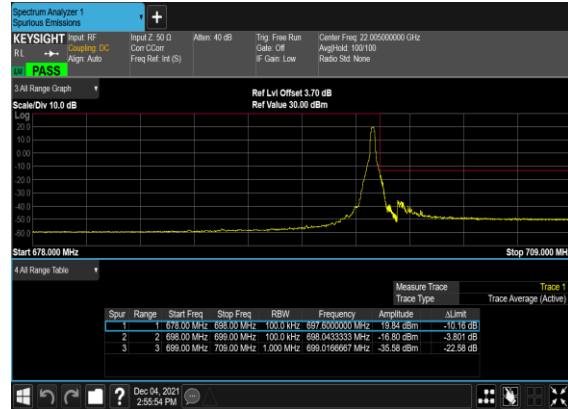 Spectrum Analyzer 1
Spurious Emissions
KEYSIGHT
RL
LW PASS
Input: RF
Coupling: DC
Align: Auto
Input Z: 50 Ω
Corr CCorr
Freq Ref: Int (S)
Atten: 40 dB
Trig: Free Run
Gate: Off
IF Gain: Low
Center Freq: 22.005000000 GHz
Avg|Hold: 100/100
Radio Std: None
3 All Range Graph
Ref Lvl Offset 3.70 dB
Scale/Div 10.0 dB
Ref Value 30.00 dBm
Log
20.0
10.0
0.00
-10.0
-20.0
-30.0
-40.0
-50.0
-60.0
Start 678.000 MHz
Stop 709.000 MH
4 All Range Table
Measure Trace Trace 1
Trace Type Trace Average (Active)
Spur Range Start Freq Stop Freq RBW Frequency Amplitude ΔLimit
1 1 678.00 MHz 698.00 MHz 100.0 kHz 697.6000000 MHz 19.84 dBm -10.16 dB
2 2 698.00 MHz 699.00 MHz 100.0 kHz 698.0433333 MHz -16.80 dBm -3.801 dB
3 3 699.00 MHz 709.00 MHz 1.000 MHz 699.0166667 MHz -35.58 dBm -22.58 dB
?
Dec 04, 2021
2:55:54 PM